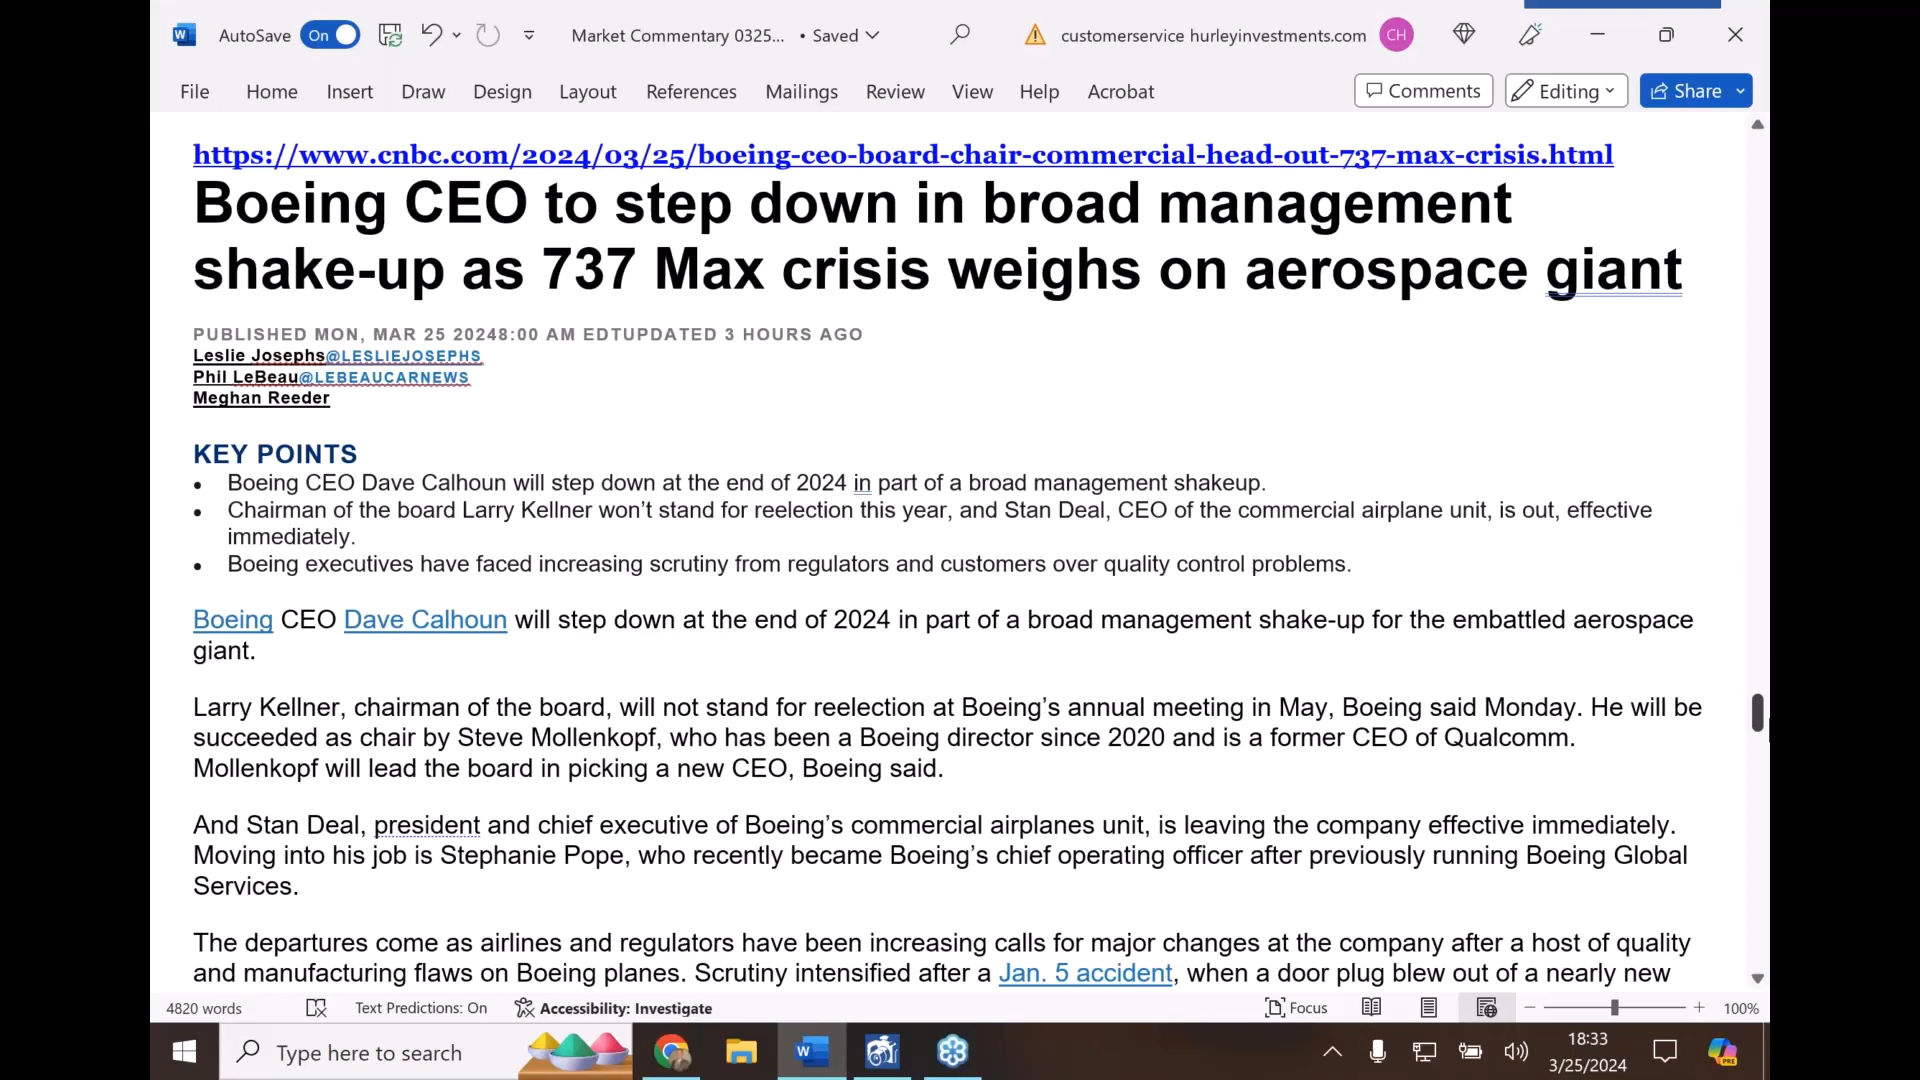 AutoSave On Market Commentary 0325... • Saved customerservice hurleyinvestments.com CH
File Home Insert Draw Design Layout References Mailings Review View Help Acrobat Comments Editing Share
https://www.cnbc.com/2024/03/25/boeing-ceo-board-chair-commercial-head-out-737-max-crisis.html
Boeing CEO to step down in broad management
shake-up as 737 Max crisis weighs on aerospace giant
PUBLISHED MON, MAR 25 20248:00 AM EDTUPDATED 3 HOURS AGO
Leslie Josephs@LESLIEJOSEPHS
Phil LeBeau@LEBEAUCARNEWS
Meghan Reeder
KEY POINTS
• Boeing CEO Dave Calhoun will step down at the end of 2024 in part of a broad management shakeup.
• Chairman of the board Larry Kellner won’t stand for reelection this year, and Stan Deal, CEO of the commercial airplane unit, is out, effective
immediately.
• Boeing executives have faced increasing scrutiny from regulators and customers over quality control problems.
Boeing CEO Dave Calhoun will step down at the end of 2024 in part of a broad management shake-up for the embattled aerospace
giant.
Larry Kellner, chairman of the board, will not stand for reelection at Boeing’s annual meeting in May, Boeing said Monday. He will be
succeeded as chair by Steve Mollenkopf, who has been a Boeing director since 2020 and is a former CEO of Qualcomm.
Mollenkopf will lead the board in picking a new CEO, Boeing said.
And Stan Deal, president and chief executive of Boeing’s commercial airplanes unit, is leaving the company effective immediately.
Moving into his job is Stephanie Pope, who recently became Boeing’s chief operating officer after previously running Boeing Global
Services.
The departures come as airlines and regulators have been increasing calls for major changes at the company after a host of quality
and manufacturing flaws on Boeing planes. Scrutiny intensified after a Jan. 5 accident, when a door plug blew out of a nearly new
4820 words Text Predictions: On Accessibility: Investigate Focus 100%
Type here to search 18:33
3/25/2024